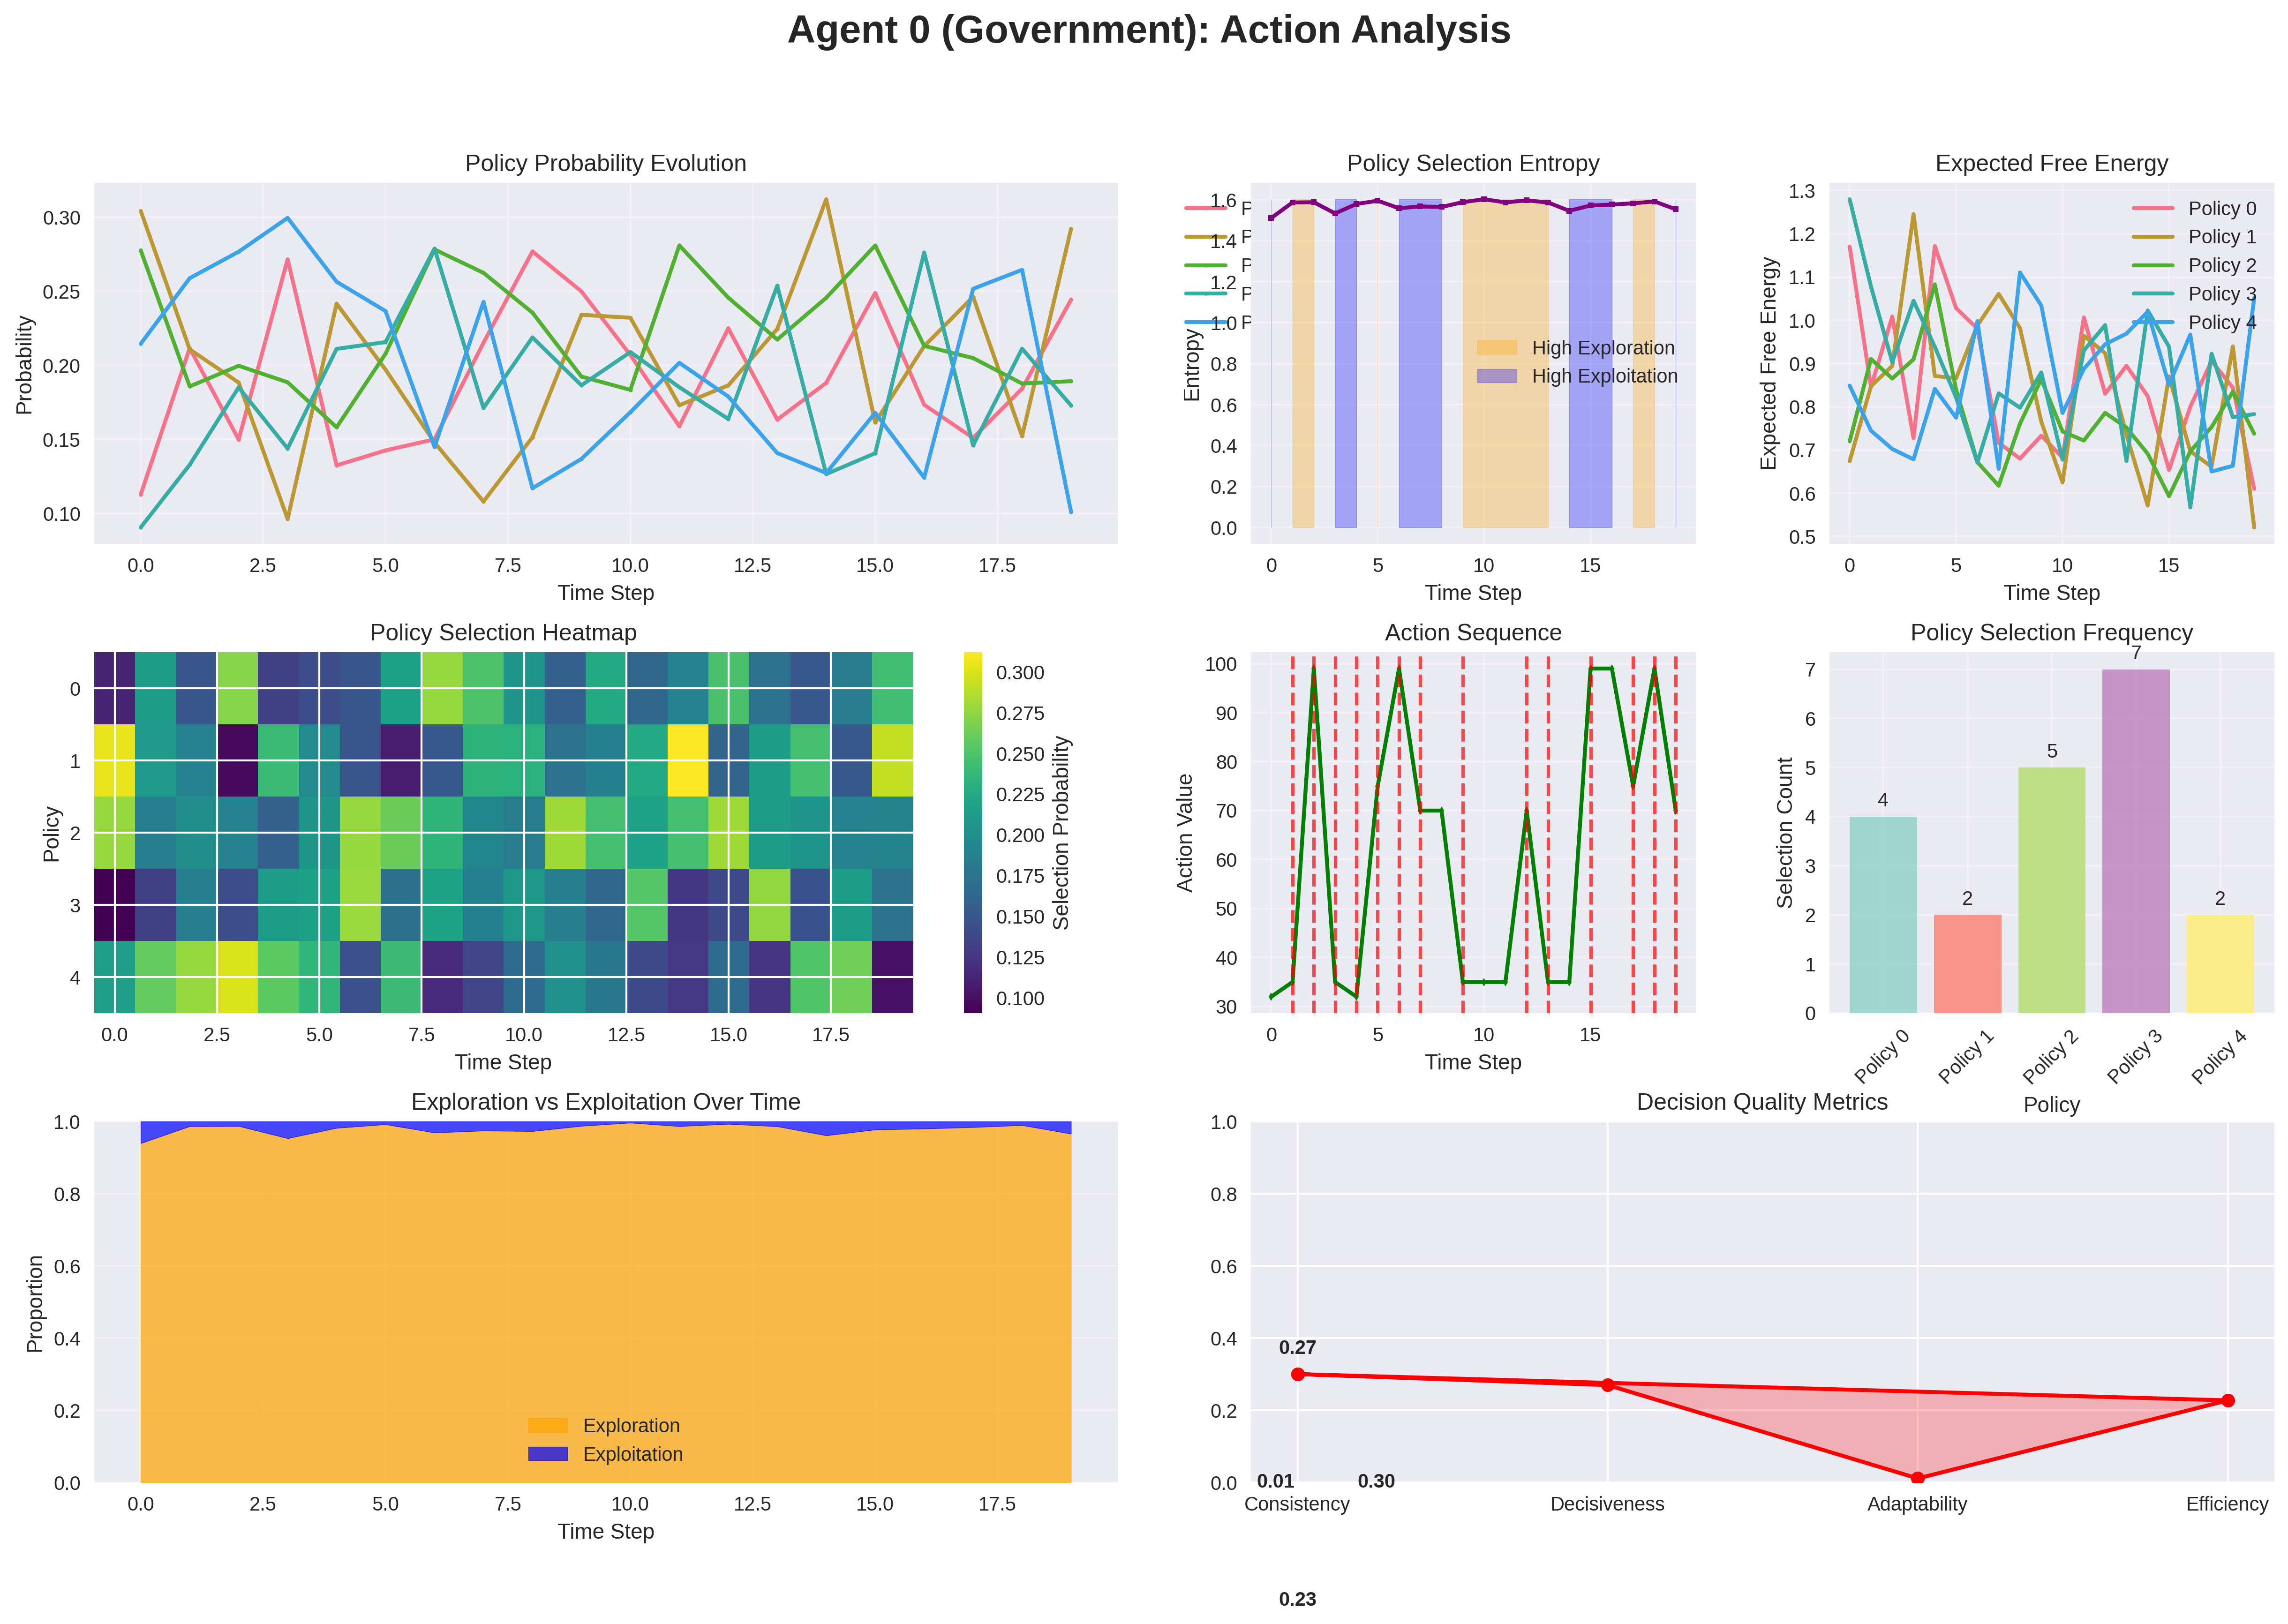 Agent 0 (Government): Action Analysis
Policy Probability Evolution
Probability
0.30
0.25
0.20
0.15
0.10
0.0 2.5 5.0 7.5 10.0 12.5 15.0 17.5
Time Step
P
P
P
P
P
Policy Selection Entropy
Entropy
1.6
1.4
1.2
1.0
0.8
0.6
0.4
0.2
0.0
High Exploration
High Exploitation
0 5 10 15
Time Step
Expected Free Energy
Expected Free Energy
1.3
1.2
1.1
1.0
0.9
0.8
0.7
0.6
0.5
Policy 0
Policy 1
Policy 2
Policy 3
Policy 4
0 5 10 15
Time Step
Policy Selection Heatmap
Policy
0
1
2
3
4
0.0 2.5 5.0 7.5 10.0 12.5 15.0 17.5
Time Step
0.300
0.275
0.250
0.225
0.200
0.175
0.150
0.125
0.100
Selection Probability
Action Sequence
Action Value
100
90
80
70
60
50
40
30
0 5 10 15
Time Step
Policy Selection Frequency
Selection Count
7
6
5
4
3
2
1
0
4
2
5
7
2
Policy 0
Policy 1
Policy 2
Policy 3
Policy 4
Policy
Exploration vs Exploitation Over Time
Proportion
1.0
0.8
0.6
0.4
0.2
0.0
Exploration
Exploitation
0.0 2.5 5.0 7.5 10.0 12.5 15.0 17.5
Time Step
Decision Quality Metrics
1.0
0.8
0.6
0.4
0.2
0.0
0.27
0.01 0.30
Consistency Decisiveness Adaptability Efficiency
0.23